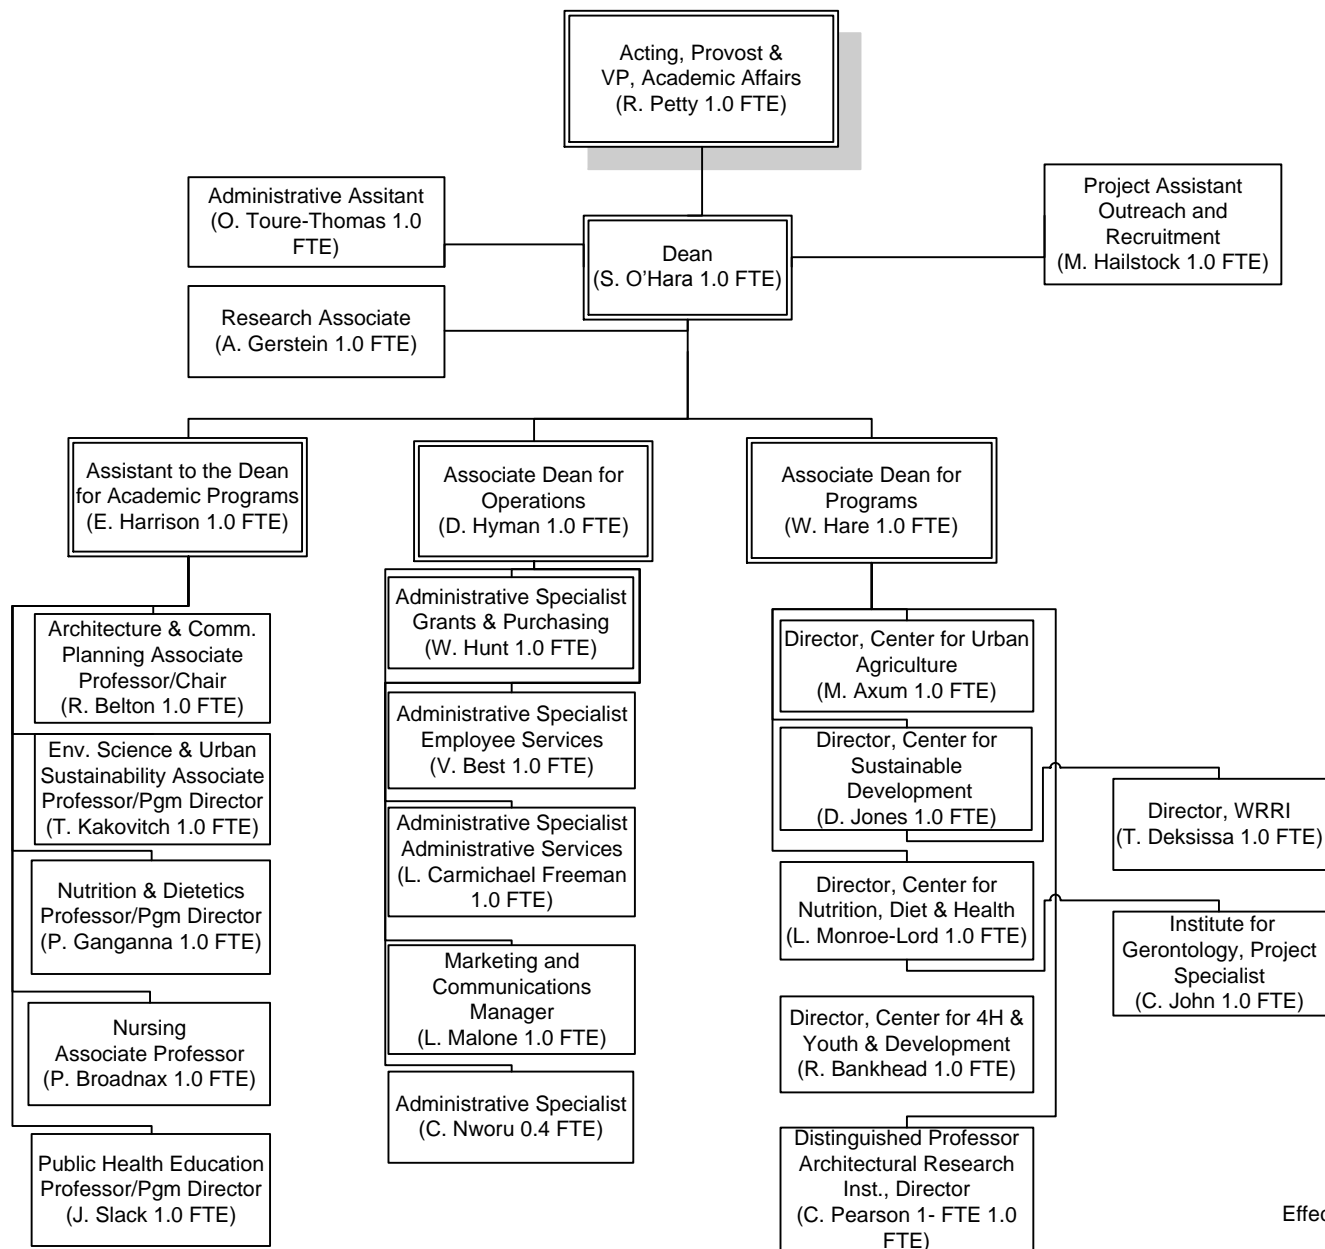 Acting, Provost &
VP, Academic Affairs
(R. Petty 1.0 FTE)
Administrative Assitant
(O. Toure-Thomas 1.0
FTE)
Project Assistant
Outreach and
Recruitment
(M. Hailstock 1.0 FTE)
Dean
(S. O'Hara 1.0 FTE)
Research Associate
(A. Gerstein 1.0 FTE)
Assistant to the Dean
for Academic Programs
(E. Harrison 1.0 FTE)
Associate Dean for
Operations
(D. Hyman 1.0 FTE)
Associate Dean for
Programs
(W. Hare 1.0 FTE)
Architecture & Comm.
Planning Associate
Professor/Chair
(R. Belton 1.0 FTE)
Env. Science & Urban
Sustainability Associate
Professor/Pgm Director
(T. Kakovitch 1.0 FTE)
Nutrition & Dietetics
Professor/Pgm Director
(P. Ganganna 1.0 FTE)
Nursing
Associate Professor
(P. Broadnax 1.0 FTE)
Public Health Education
Professor/Pgm Director
(J. Slack 1.0 FTE)
Administrative Specialist
Grants & Purchasing
(W. Hunt 1.0 FTE)
Administrative Specialist
Employee Services
(V. Best 1.0 FTE)
Administrative Specialist
Administrative Services
(L. Carmichael Freeman
1.0 FTE)
Marketing and
Communications
Manager
(L. Malone 1.0 FTE)
Administrative Specialist
(C. Nworu 0.4 FTE)
Director, Center for Urban
Agriculture
(M. Axum 1.0 FTE)
Director, Center for
Sustainable
Development
(D. Jones 1.0 FTE)
Director, WRRI
(T. Deksissa 1.0 FTE)
Director, Center for
Nutrition, Diet & Health
(L. Monroe-Lord 1.0 FTE)
Institute for
Gerontology, Project
Specialist
(C. John 1.0 FTE)
Director, Center for 4H &
Youth & Development
(R. Bankhead 1.0 FTE)
Distinguished Professor
Architectural Research
Inst., Director
(C. Pearson 1- FTE 1.0
FTE)
Effec